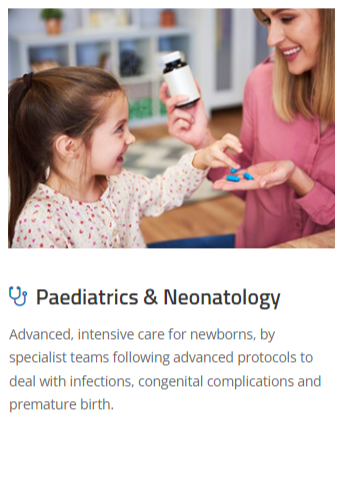 Paediatrics & Neonatology
Advanced, intensive care for newborns, by
specialist teams following advanced protocols to
deal with infections, congenital complications and
premature birth.